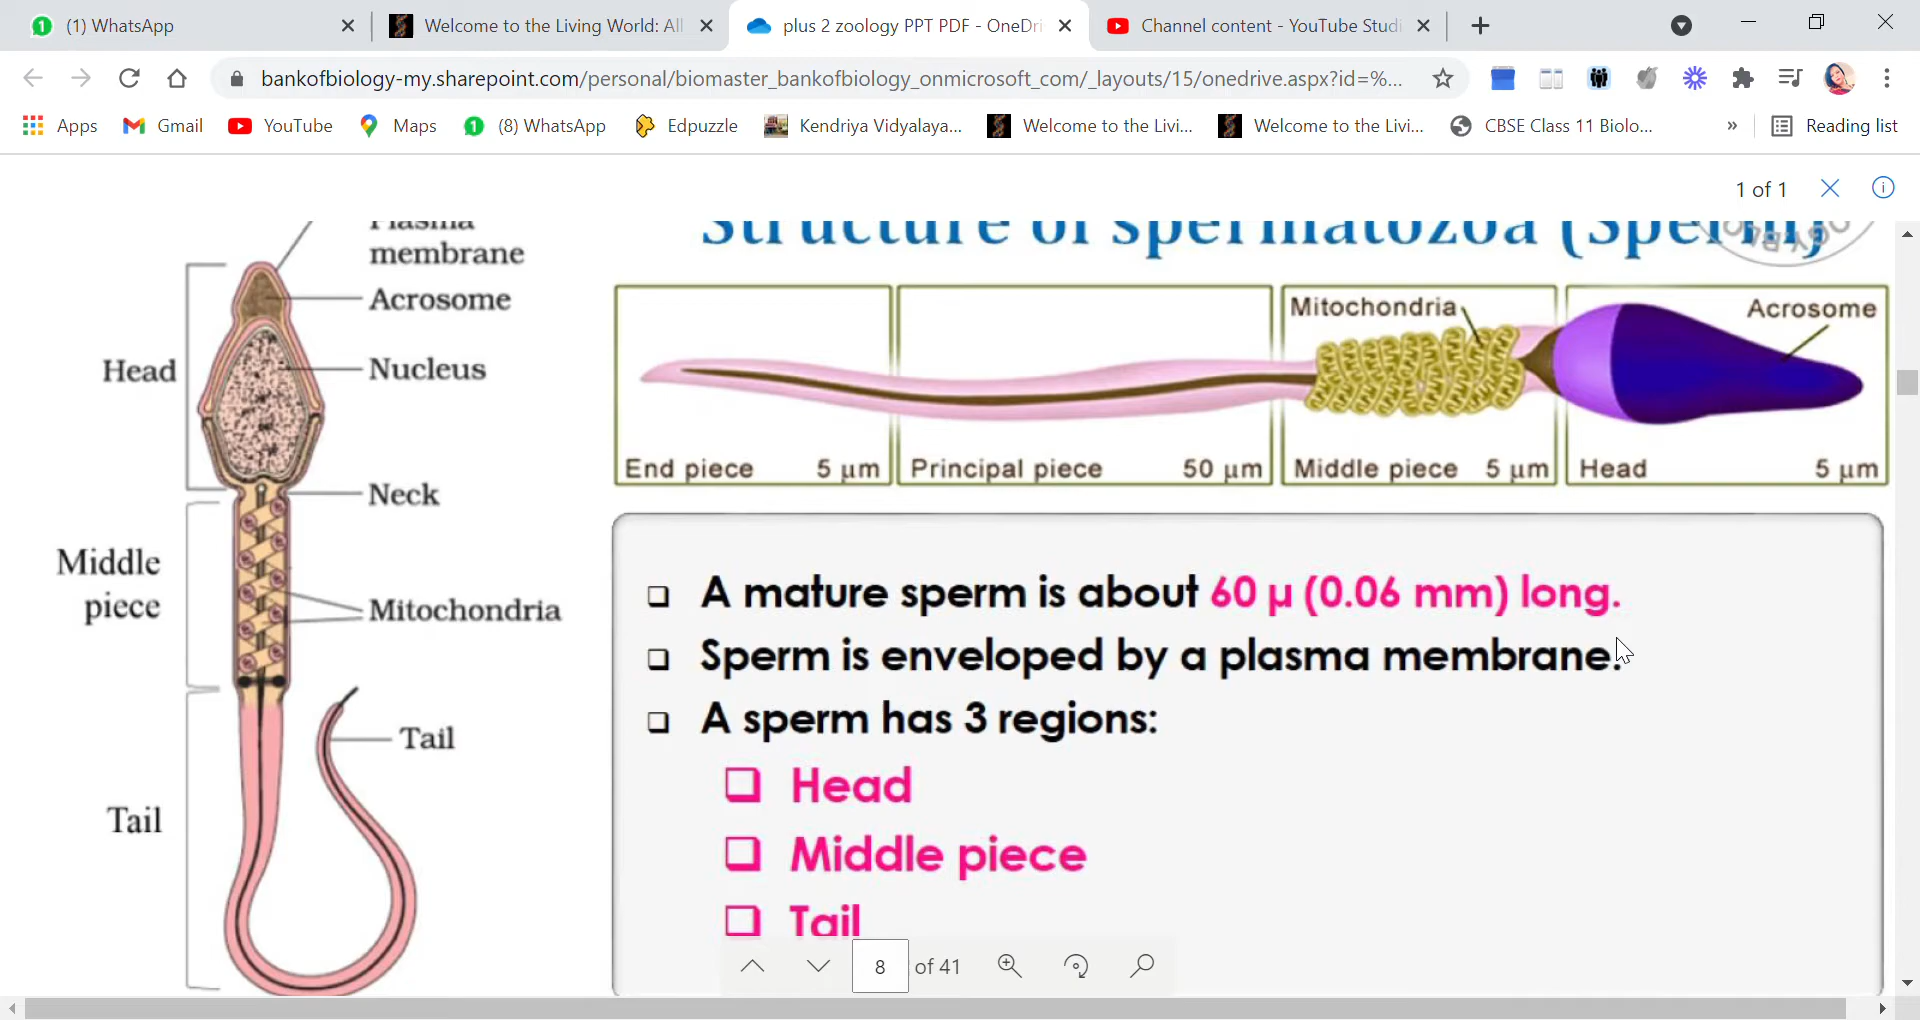 (1) WhatsApp
Welcome to the Living World: All
plus 2 zoology PPT PDF - OneDri
Channel content - YouTube Studi
bankofbiology-my.sharepoint.com/personal/biomaster_bankofbiology_onmicrosoft_com/_layouts/15/onedrive.aspx?id=%...
Apps
Gmail
YouTube
Maps
(8) WhatsApp
Edpuzzle
Kendriya Vidyalaya...
Welcome to the Livi...
Welcome to the Livi...
CBSE Class 11 Biolo...
»
Reading list
1 of 1
Structure of spermatozoa (Sperm)
Plasma
membrane
Acrosome
Nucleus
Head
Neck
Middle
piece
Mitochondria
Tail
Tail
Mitochondria
Acrosome
End piece 5 µm
Principal piece 50 µm
Middle piece 5 µm
Head 5 µm
A mature sperm is about 60 µ (0.06 mm) long.
Sperm is enveloped by a plasma membrane.
A sperm has 3 regions:
Head
Middle piece
Tail
8 of 41